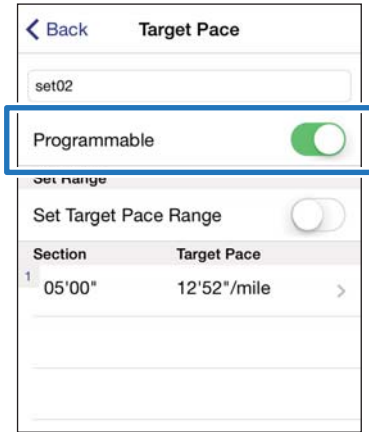 Back Target Pace
set02
Programmable
Set Range
Set Target Pace Range
Section Target Pace
1
05'00" 12'52"/mile